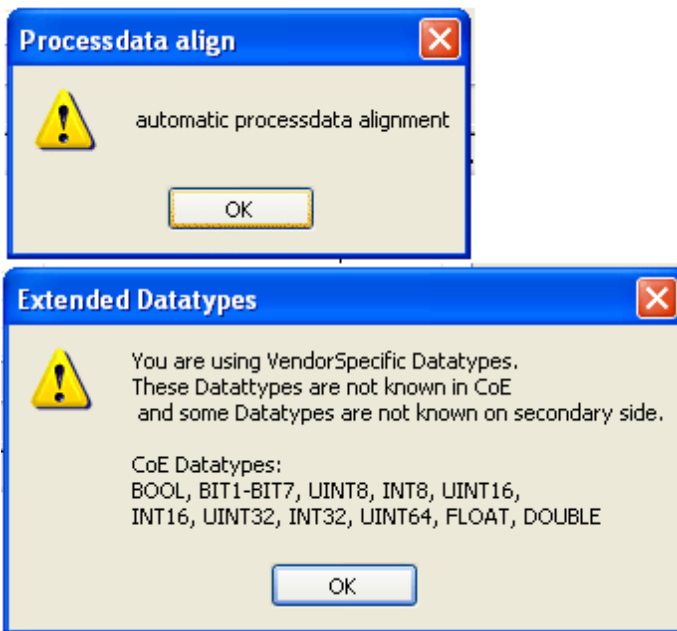 Processdata align
automatic processdata alignment
OK
Extended Datatypes
You are using VendorSpecific Datatypes.
These Datattypes are not known in CoE
and some Datatypes are not known on secondary side.
CoE Datatypes:
BOOL, BIT1-BIT7, UINT8, INT8, UINT16,
INT16, UINT32, INT32, UINT64, FLOAT, DOUBLE
OK